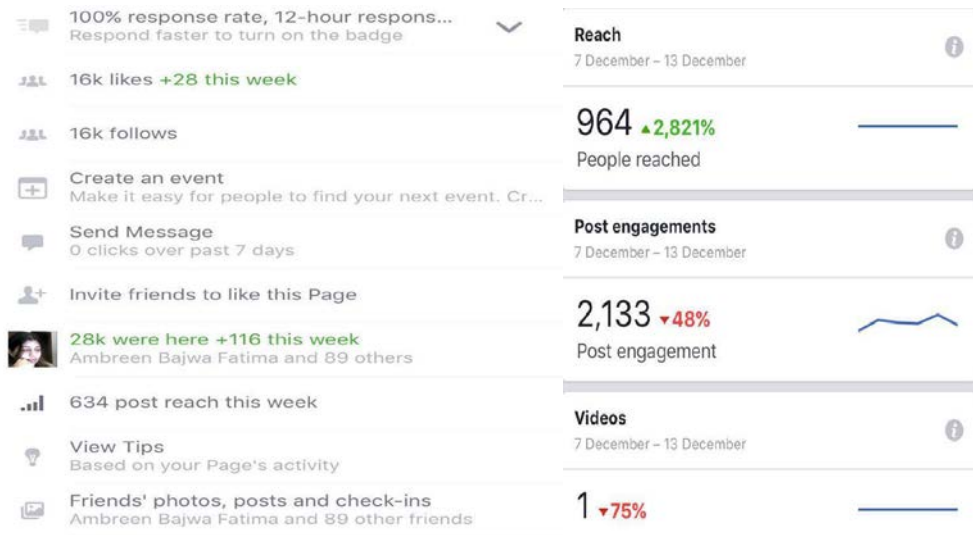 100% response rate, 12-hour respons...
Respond faster to turn on the badge
16k likes +28 this week
16k follows
Create an event
Make it easy for people to find your next event. Cr...
Send Message
0 clicks over past 7 days
Invite friends to like this Page
28k were here +116 this week
Ambreen Bajwa Fatima and 89 others
634 post reach this week
View Tips
Based on your Page's activity
Friends' photos, posts and check-ins
Ambreen Bajwa Fatima and 89 other friends
Reach
7 December – 13 December
964 ▲2,821%
People reached
Post engagements
7 December – 13 December
2,133 ▼48%
Post engagement
Videos
7 December – 13 December
1 ▼75%